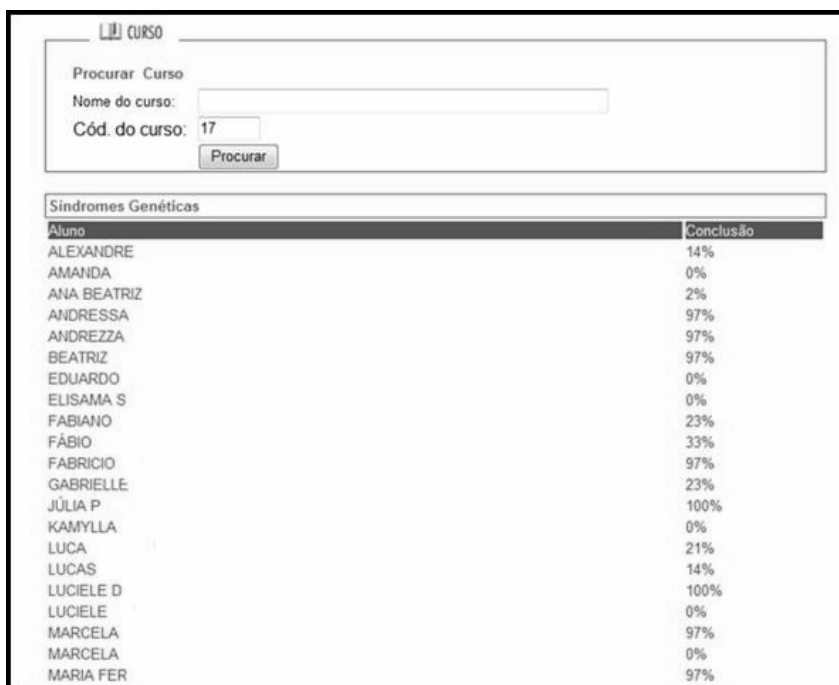 CURSO
Procurar Curso
Nome do curso:
Cód. do curso: 17
Procurar
Síndromes Genéticas
Aluno Conclusão
ALEXANDRE 14%
AMANDA 0%
ANA BEATRIZ 2%
ANDRESSA 97%
ANDREZZA 97%
BEATRIZ 97%
EDUARDO 0%
ELISAMA S 0%
FABIANO 23%
FÁBIO 33%
FABRICIO 97%
GABRIELLE 23%
JÚLIA P 100%
KAMYLLA 0%
LUCA 21%
LUCAS 14%
LUCIELE D 100%
LUCIELE 0%
MARCELA 97%
MARCELA 0%
MARIA FER 97%